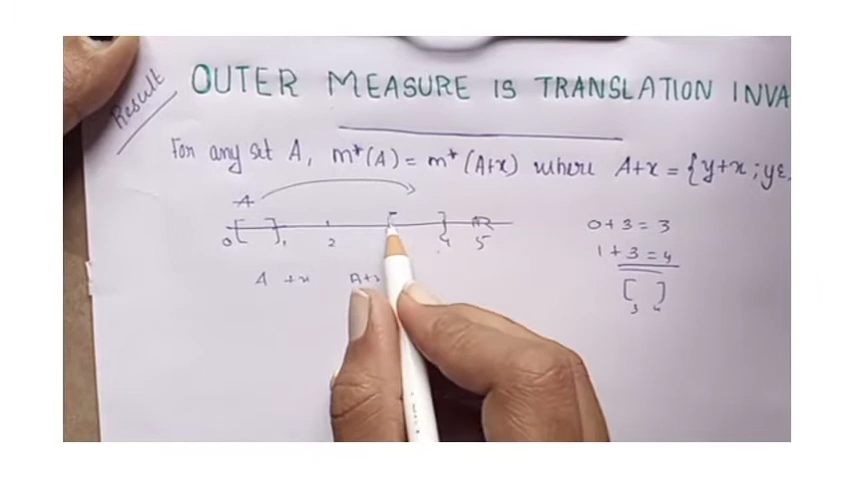 Result
OUTER MEASURE IS TRANSLATION INVA
For any set A, m*(A) = m*(A+x) where A+x = {y+x ; yε
A
0 [ ] 1 2 [ ] 4 5
0+3 = 3
1+3 = 4
A +x A+
[ ]
3 4